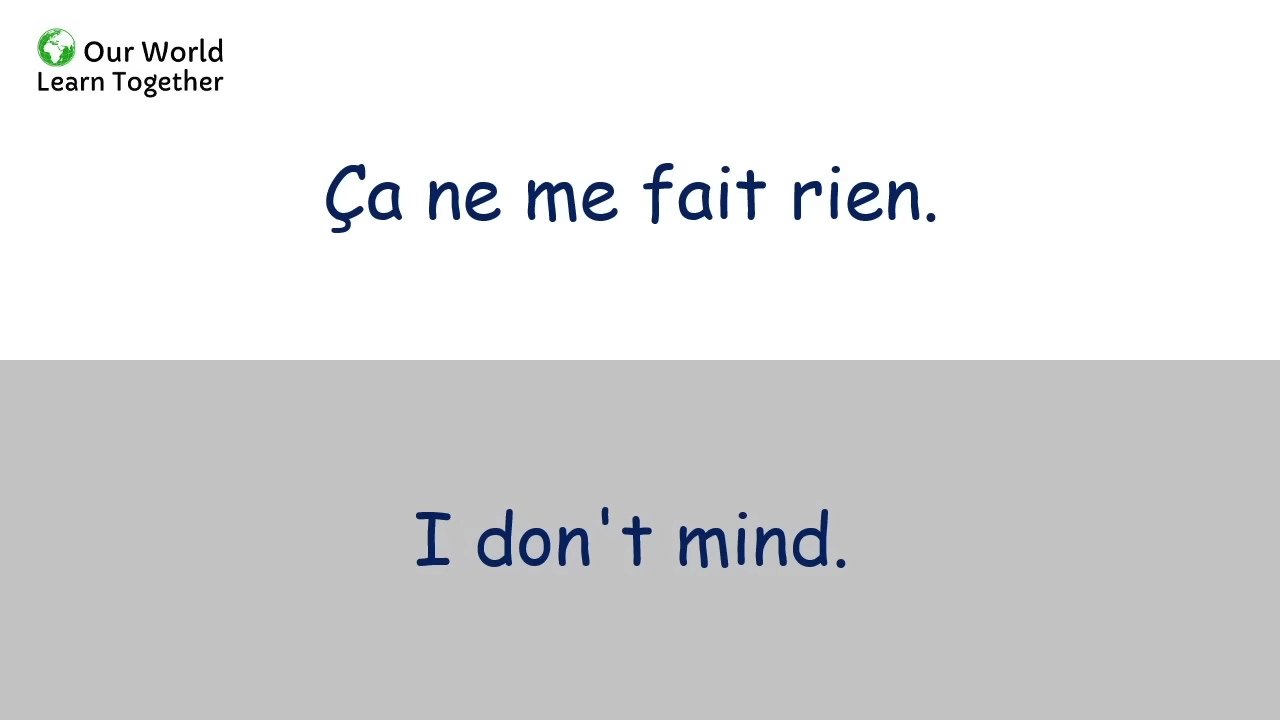 Our World
Learn Together
Ça ne me fait rien.
I don't mind.